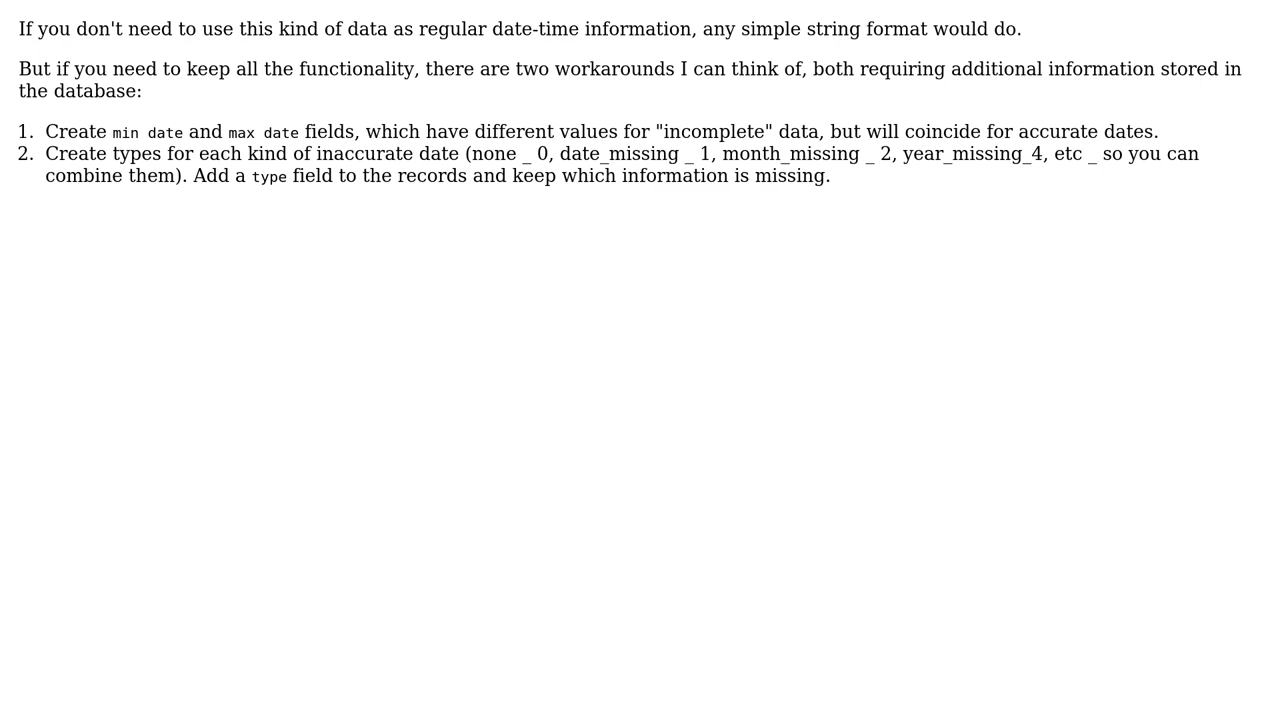 If you don't need to use this kind of data as regular date-time information, any simple string format would do.
But if you need to keep all the functionality, there are two workarounds I can think of, both requiring additional information stored in
the database:
1. Create min date and max date fields, which have different values for "incomplete" data, but will coincide for accurate dates.
2. Create types for each kind of inaccurate date (none _ 0, date_missing _ 1, month_missing _ 2, year_missing_4, etc _ so you can
combine them). Add a type field to the records and keep which information is missing.